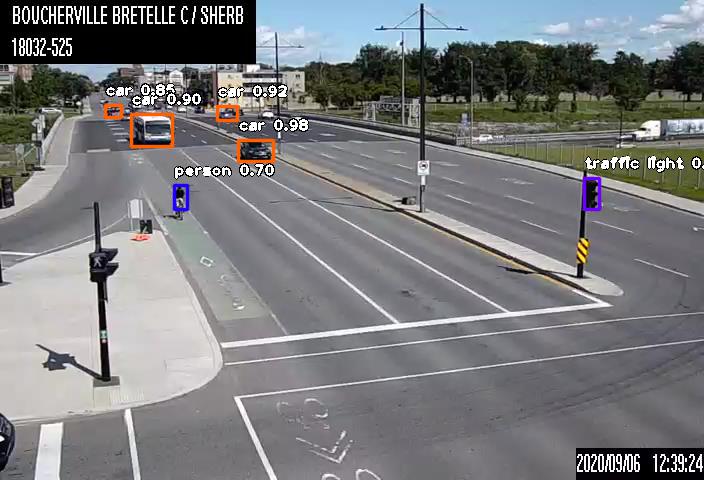 BOUCHERVILLE BRETELLE C / SHERB
18032-525
car 0.85
car 0.90
car 0.92
car 0.98
person 0.70
traffic light 0.
2020/09/06 12:39:24